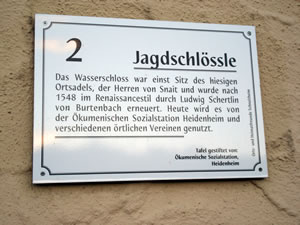 2
Jagdschlössle
Das Wasserschloss war einst Sitz des hiesigen
Ortsadels, der Herren von Snait und wurde nach
1548 im Renaissancestil durch Ludwig Schertlin
von Burtenbach erneuert. Heute wird es von
der Ökumenischen Sozialstation Heidenheim und
verschiedenen örtlichen Vereinen genutzt.
Tafel gestiftet von:
Ökumenische Sozialstation,
Heidenheim